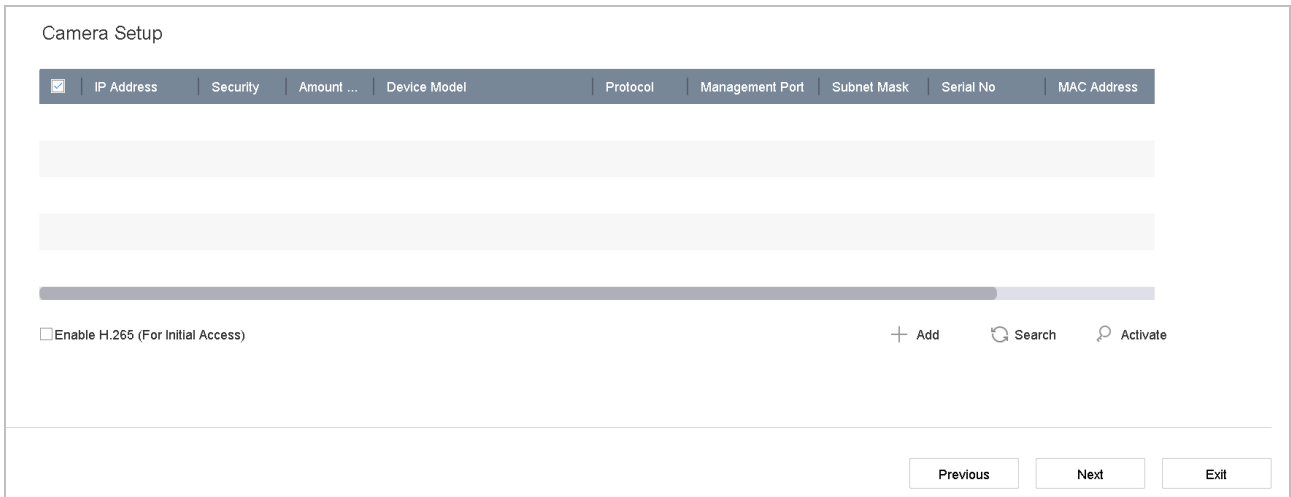 Camera Setup
IP Address Security Amount ... Device Model Protocol Management Port Subnet Mask Serial No MAC Address
Enable H.265 (For Initial Access) Add Search Activate
Previous Next Exit